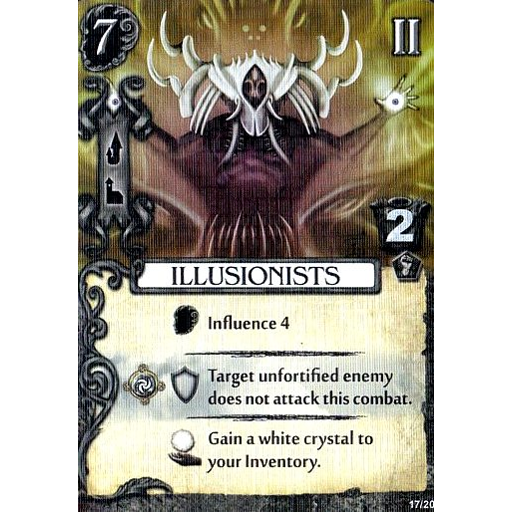 7
II
2
ILLUSIONISTS
Influence 4
Target unfortified enemy
does not attack this combat.
Gain a white crystal to
your Inventory.
17/20